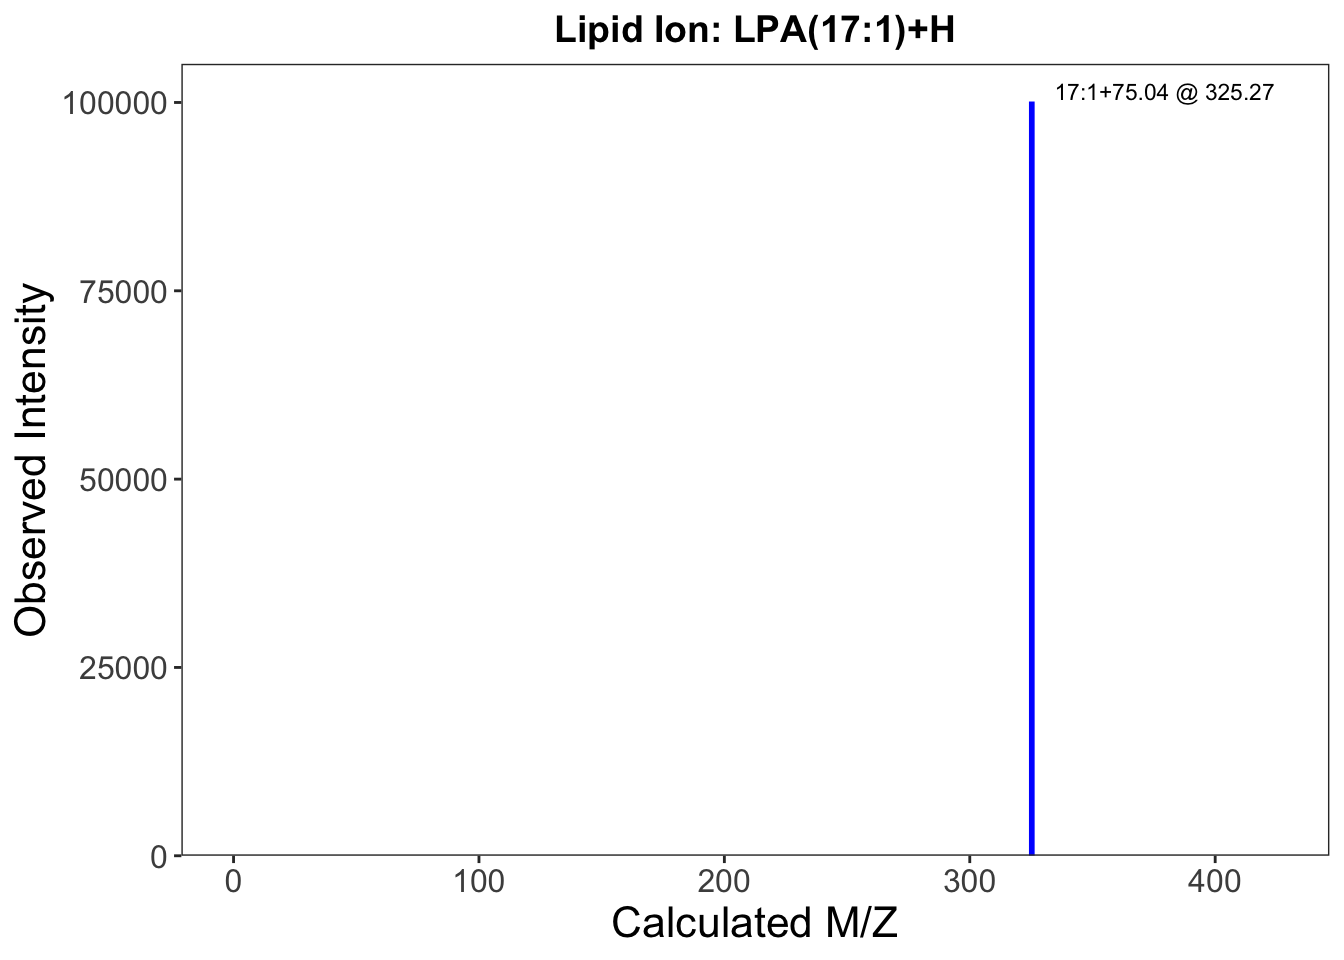 Lipid Ion: LPA(17:1)+H
17:1+75.04 @ 325.27
100000
75000
50000
25000
0
Observed Intensity
0 100 200 300 400
Calculated M/Z